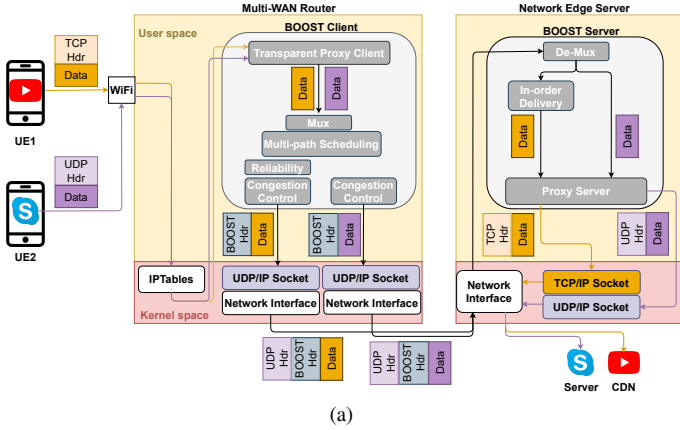 Multi-WAN Router
Network Edge Server
User space
BOOST Client
BOOST Server
TCP
Hdr
Data
Transparent Proxy Client
De-Mux
WiFi
Data
Data
In-order
Delivery
UE1
Mux
Multi-path Scheduling
Data
Data
UDP
Hdr
Data
Reliability
Congestion
Control
Congestion
Control
Proxy Server
S
UE2
BOOST
Hdr
Data
BOOST
Hdr
Data
TCP
Hdr
Data
UDP
Hdr
Data
IPTables
UDP/IP Socket
UDP/IP Socket
Network
Interface
TCP/IP Socket
Network Interface
Network Interface
UDP/IP Socket
Kernel space
UDP
Hdr
BOOST
Hdr
Data
UDP
Hdr
BOOST
Hdr
Data
S
Server
CDN
(a)